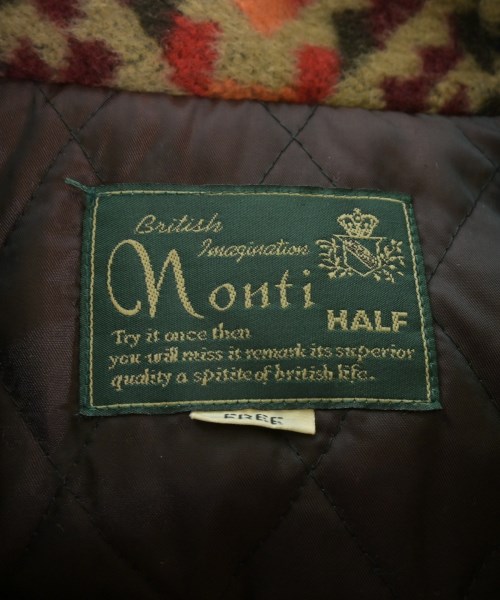 British
Imagination
Nonti
HALF
Try it once then
you will miss it remark its superior
quality a spitite of british life.
FREE